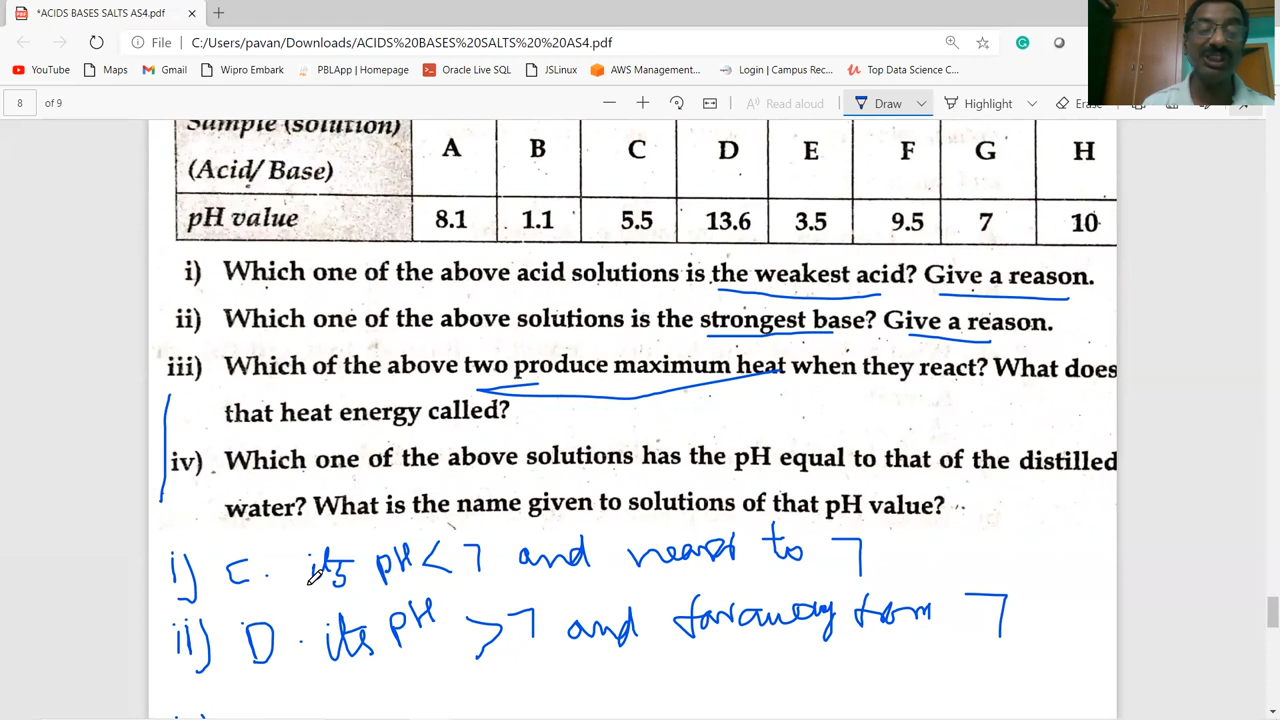 *ACIDS BASES SALTS AS4.pdf
File C:/Users/pavan/Downloads/ACIDS%20BASES%20SALTS%20%20AS4.pdf
YouTube Maps Gmail Wipro Embark PBLApp | Homepage Oracle Live SQL JSLinux AWS Management... Login | Campus Rec... Top Data Science C...
8 of 9 Read aloud Draw Highlight Erase
Sample (solution) A B C D E F G H
(Acid/Base)
pH value 8.1 1.1 5.5 13.6 3.5 9.5 7 10
i) Which one of the above acid solutions is the weakest acid? Give a reason.
ii) Which one of the above solutions is the strongest base? Give a reason.
iii) Which of the above two produce maximum heat when they react? What does
that heat energy called?
iv) Which one of the above solutions has the pH equal to that of the distilled
water? What is the name given to solutions of that pH value?
i) C. its pH < 7 and nearer to 7
ii) D. its pH > 7 and faraway from 7